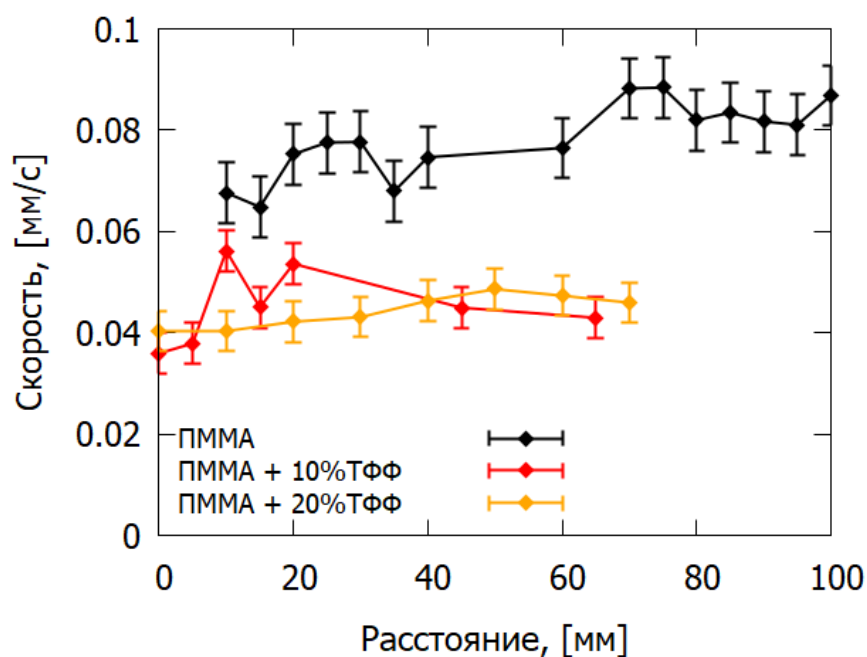 0.1
0.08
0.06
0.04
0.02
0
Скорость, [мм/с]
ПММА
ПММА + 10%ТФФ
ПММА + 20%ТФФ
0 20 40 60 80 100
Расстояние, [мм]